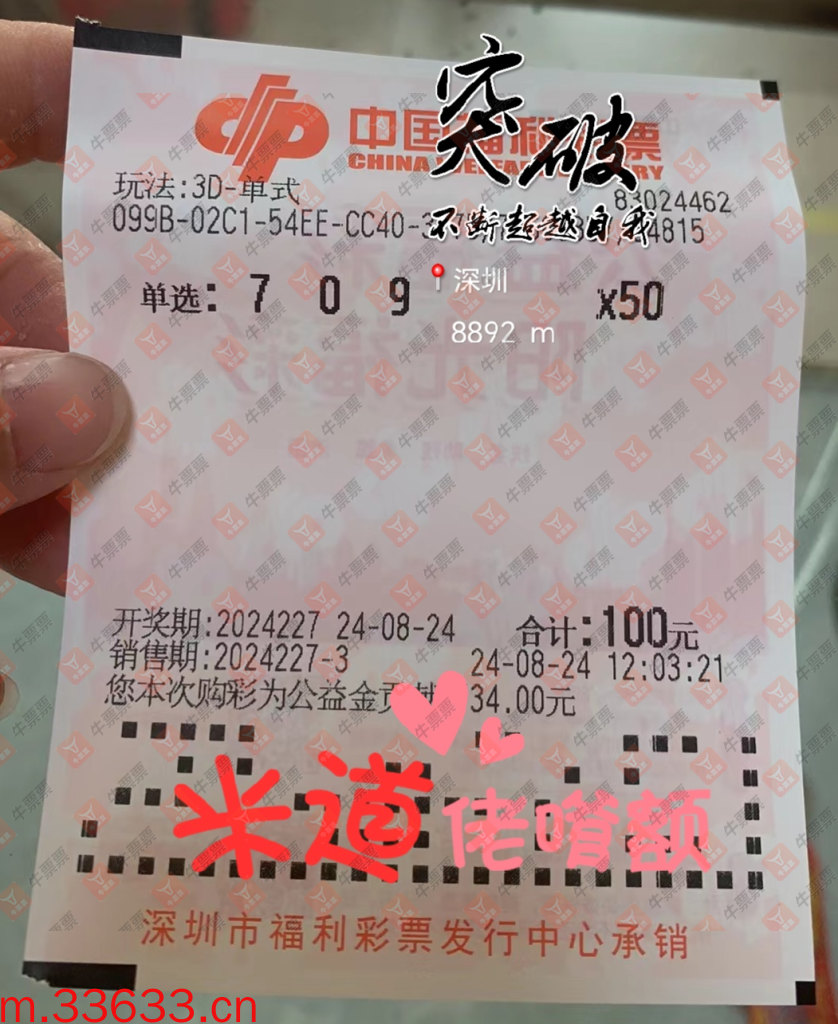 突破
中国福利彩票
CHINA WELFARE LOTTERY
玩法:3D-单式
83024462
099B-02C1-54EE-CC40-3
4815
不断超越自我
单选: 7 0 9 x50
深圳
8892 m
开奖期:2024227 24-08-24 合计:100元
销售期:2024227-3 24-08-24 12:03:21
您本次购彩为公益金贡献 34.00元
米道
佬嗰额
深圳市福利彩票发行中心承销
m.33633.cn
牛票票